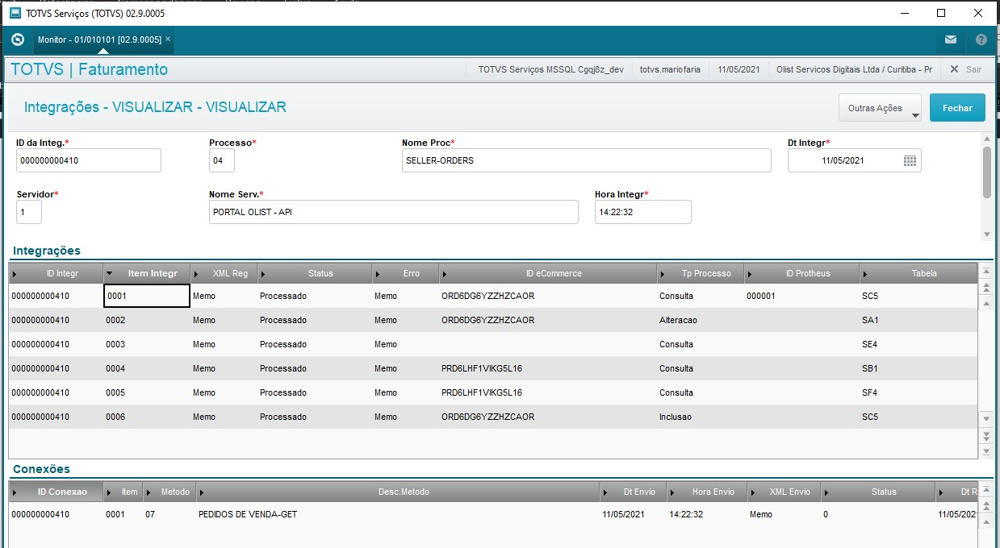 TOTVS Serviços (TOTVS) 02.9.0005
Monitor - 01/010101 [02.9.0005] ×
TOTVS | Faturamento TOTVS Serviços MSSQL Cgqj8z_dev totvs.mariofaria 11/05/2021 Olist Servicos Digitais Ltda / Curitiba - Pr Sair
Integrações - VISUALIZAR - VISUALIZAR Outras Ações Fechar
ID da Integ.* Processo* Nome Proc* Dt Integr*
000000000410 04 SELLER-ORDERS 11/05/2021
Servidor* Nome Serv.* Hora Integr*
1 PORTAL OLIST - API 14:22:32
Integrações
ID Integr Item Integr XML Reg Status Erro ID eCommerce Tp Processo ID Protheus Tabela
000000000410 0001 Memo Processado Memo ORD6DG6YZZHZCAOR Consulta 000001 SC5
000000000410 0002 Memo Processado Memo ORD6DG6YZZHZCAOR Alteracao SA1
000000000410 0003 Memo Processado Memo Consulta SE4
000000000410 0004 Memo Processado Memo PRD6LHF1VIKG5L16 Consulta SB1
000000000410 0005 Memo Processado Memo PRD6LHF1VIKG5L16 Consulta SF4
000000000410 0006 Memo Processado Memo ORD6DG6YZZHZCAOR Inclusao SC5
Conexões
ID Conexao Item Metodo Desc.Metodo Dt Envio Hora Envio XML Envio Status Dt R
000000000410 0001 07 PEDIDOS DE VENDA-GET 11/05/2021 14:22:32 Memo 0 11/05/202